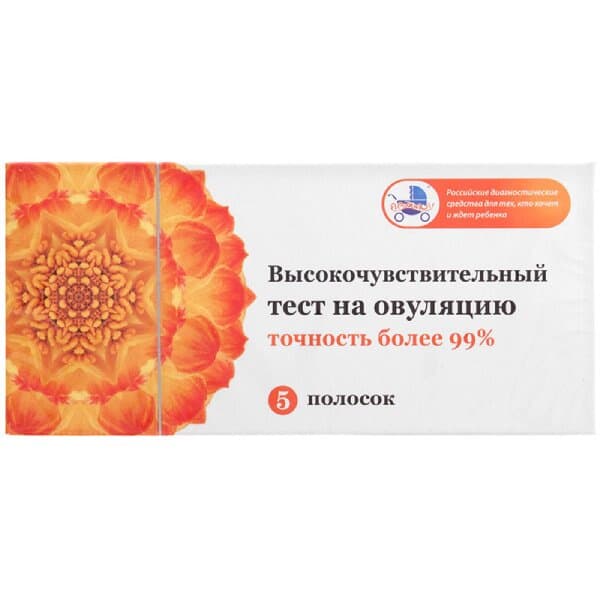 Российские диагностические
средства для тех, кто хочет
и ждет ребенка
Высокочувствительный
тест на овуляцию
точность более 99%
5 полосок